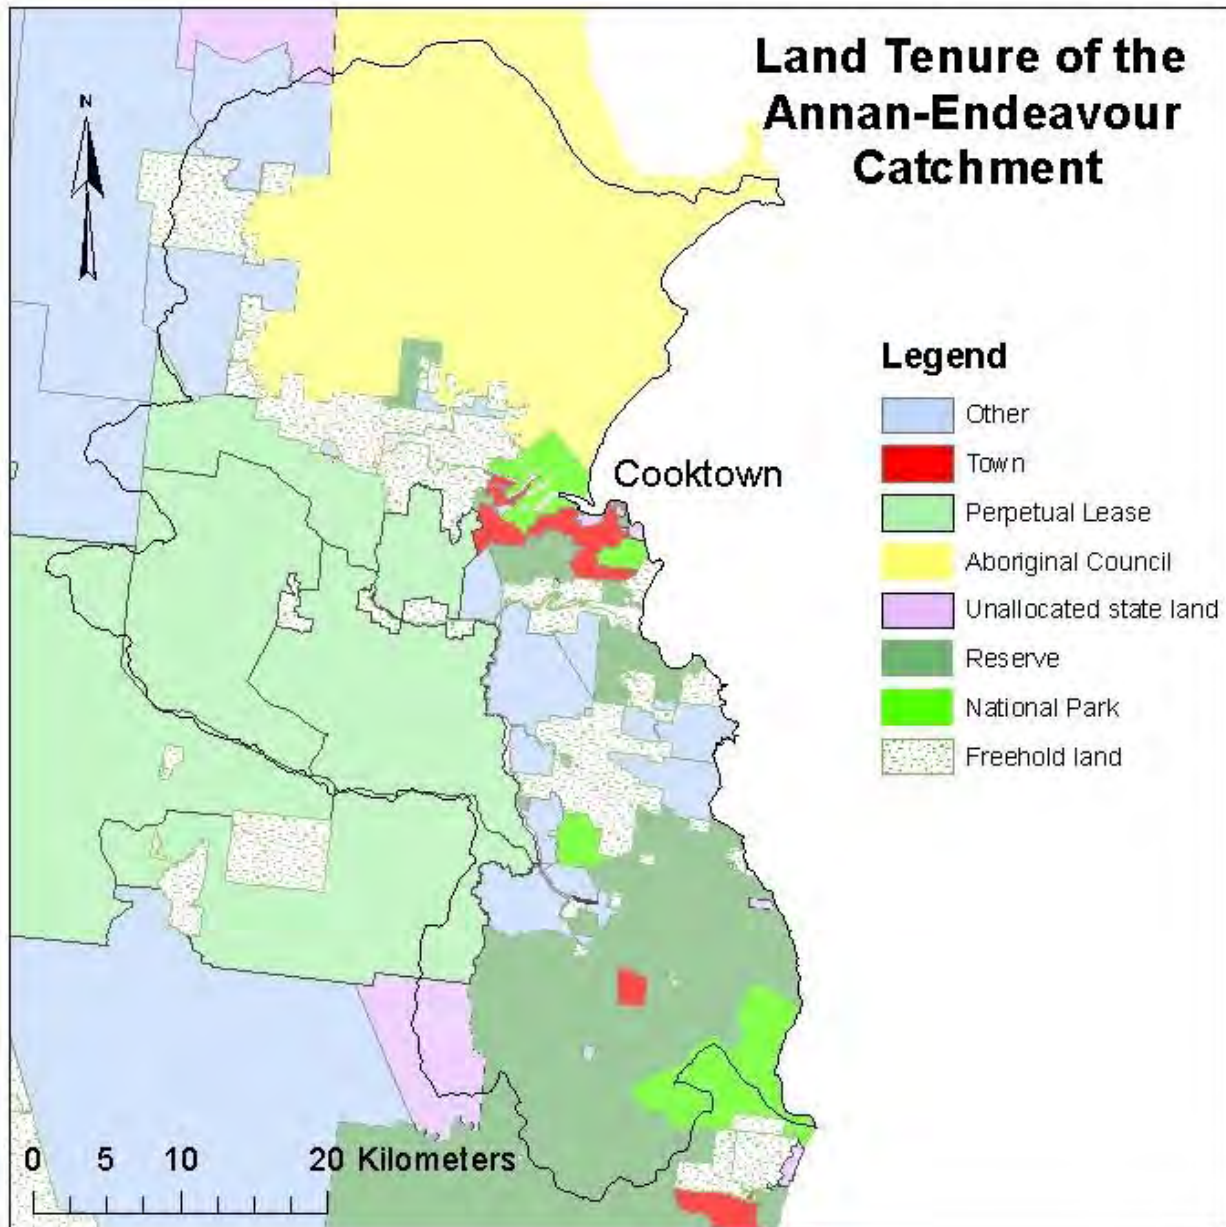 Land Tenure of the
Annan-Endeavour
Catchment
N
Legend
Other
Town
Cooktown
Perpetual Lease
Aboriginal Council
Unallocated state land
Reserve
National Park
Freehold land
0 5 10 20 Kilometers